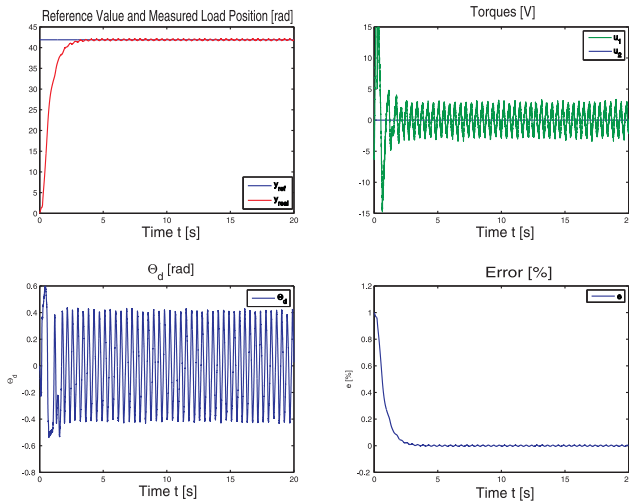 Reference Value and Measured Load Position [rad]
45
40
35
30
25
20
15
10
5
0
0 5 10 15 20
Time t [s]
y_ref
y_real
Torques [V]
15
10
5
0
-5
-10
-15
0 5 10 15 20
Time t [s]
u_1
u_2
Θ_d [rad]
0.6
0.4
0.2
0
-0.2
-0.4
-0.6
-0.8
0 5 10 15 20
Time t [s]
Θ_d
Θ_d
Error [%]
1.2
1
0.8
0.6
0.4
0.2
0
-0.2
0 5 10 15 20
Time t [s]
e [%]
e